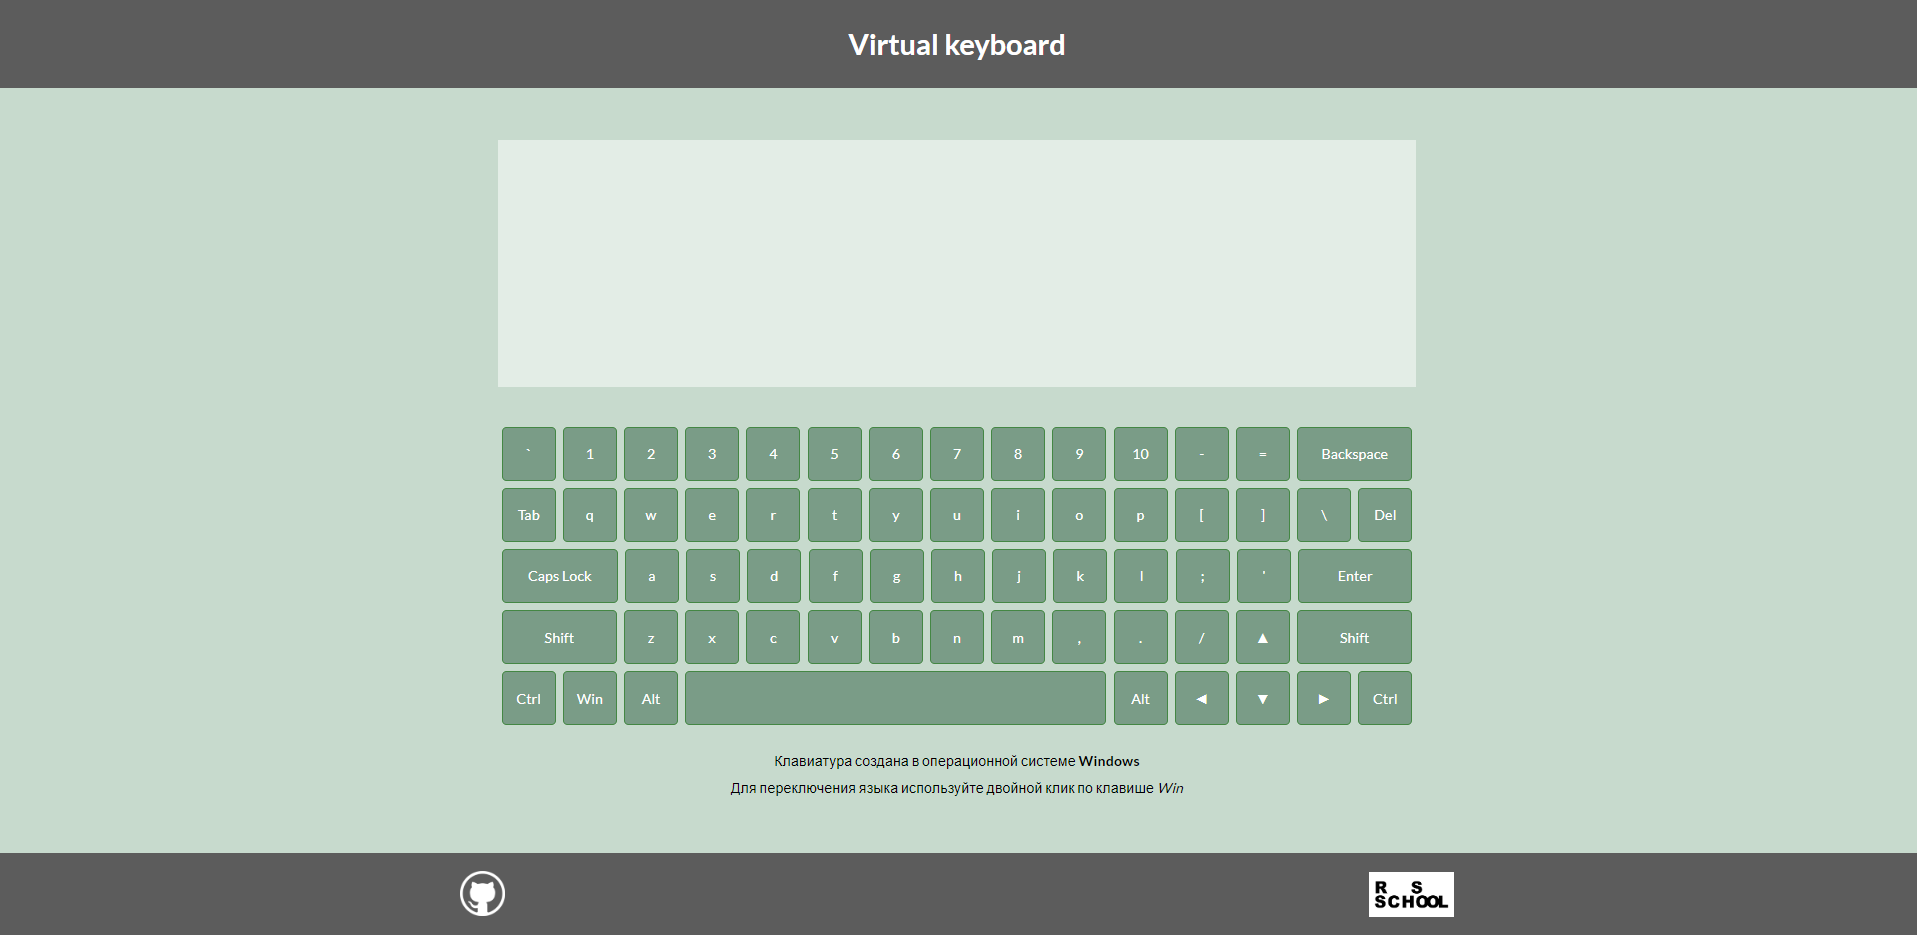 Virtual keyboard
` 1 2 3 4 5 6 7 8 9 10 - = Backspace
Tab q w e r t y u i o p [ ] \ Del
Caps Lock a s d f g h j k l ; ' Enter
Shift z x c v b n m , . / ▲ Shift
Ctrl Win Alt Alt ◄ ▼ ► Ctrl
Клавиатура создана в операционной системе Windows
Для переключения языка используйте двойной клик по клавише Win
R S
SCHOOL